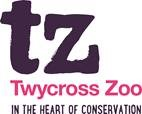 tz
Twycross Zoo
IN THE HEART OF CONSERVATION